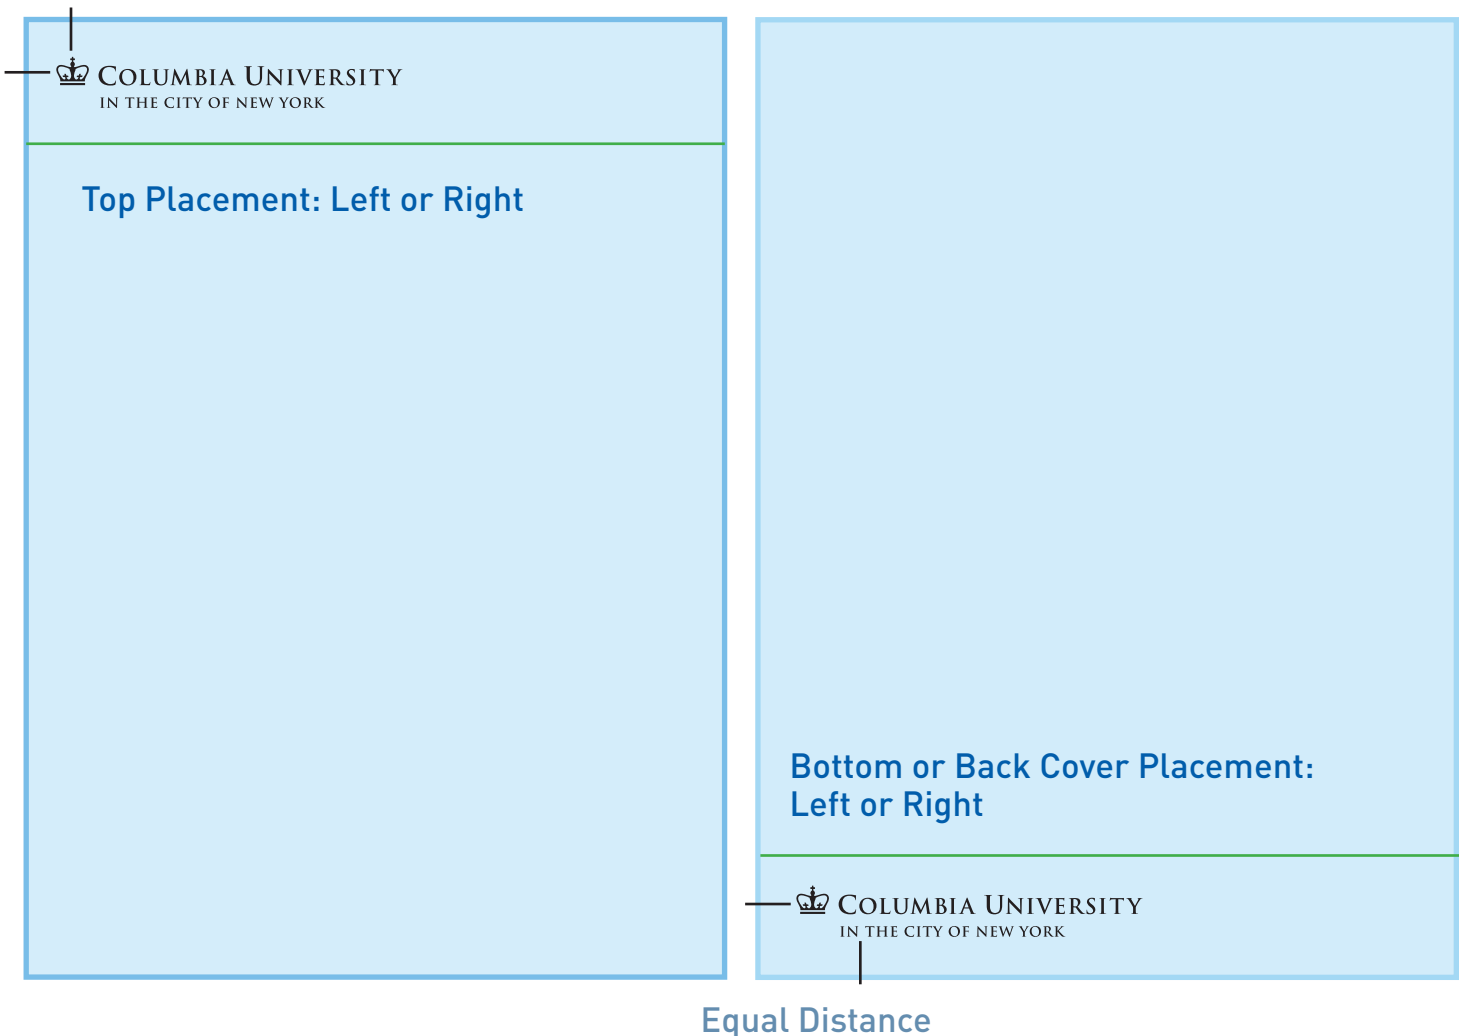 COLUMBIA UNIVERSITY
IN THE CITY OF NEW YORK
Top Placement: Left or Right
Bottom or Back Cover Placement:
Left or Right
COLUMBIA UNIVERSITY
IN THE CITY OF NEW YORK
Equal Distance